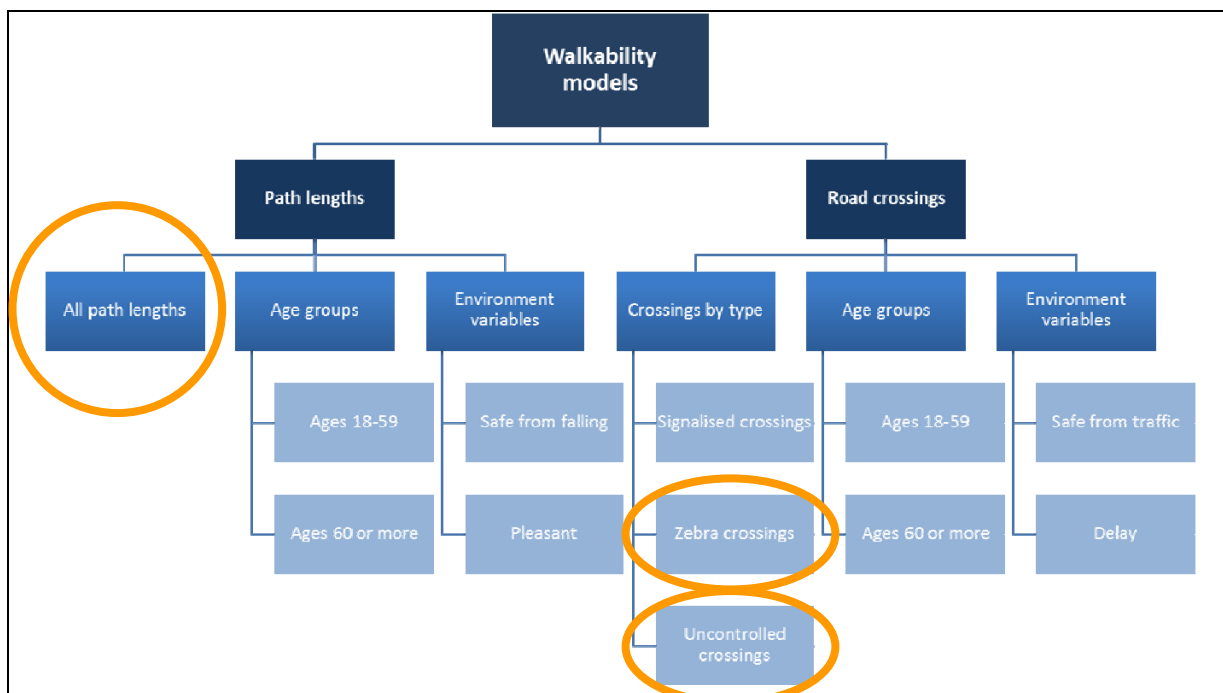 Walkability
models
Path lengths
Road crossings
All path lengths
Age groups
Environment
variables
Crossings by type
Age groups
Environment
variables
Ages 18-59
Safe from falling
Signalised crossings
Ages 18-59
Safe from traffic
Ages 60 or more
Pleasant
Zebra crossings
Ages 60 or more
Delay
Uncontrolled
crossings